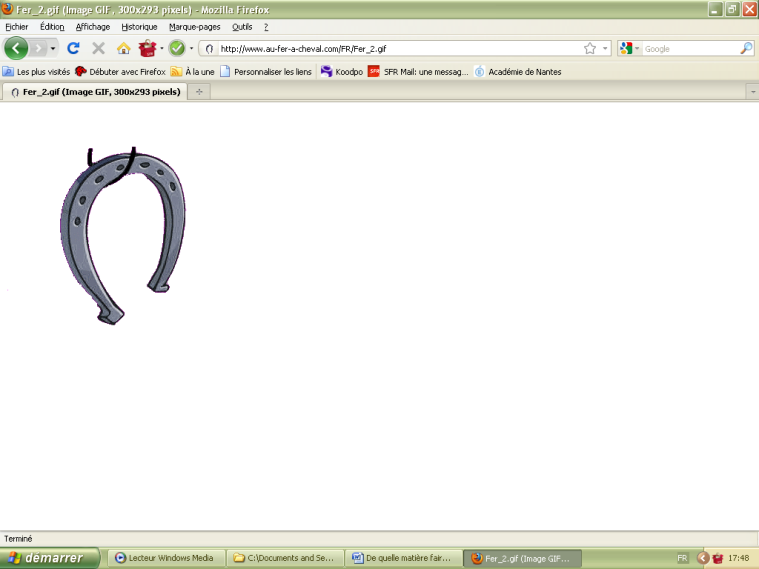 Fer_2.gif (Image GIF, 300x293 pixels) - Mozilla Firefox
Fichier Édition Affichage Historique Marque-pages Outils ?
http://www.au-fer-a-cheval.com/FR/Fer_2.gif Google
Les plus visités Débuter avec Firefox À la une Personnaliser les liens Koodpo SFR SFR Mail: une messag... Académie de Nantes
Fer_2.gif (Image GIF, 300x293 pixels)
Terminé
démarrer Lecteur Windows Media C:\Documents and Se... De quelle matière fair... Fer_2.gif (Image GIF... FR 17:48